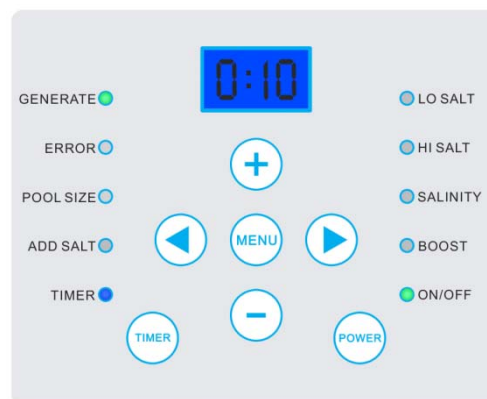 0:10
GENERATE
LO SALT
ERROR
HI SALT
+
POOL SIZE
SALINITY
ADD SALT
MENU
BOOST
TIMER
−
ON/OFF
TIMER
POWER